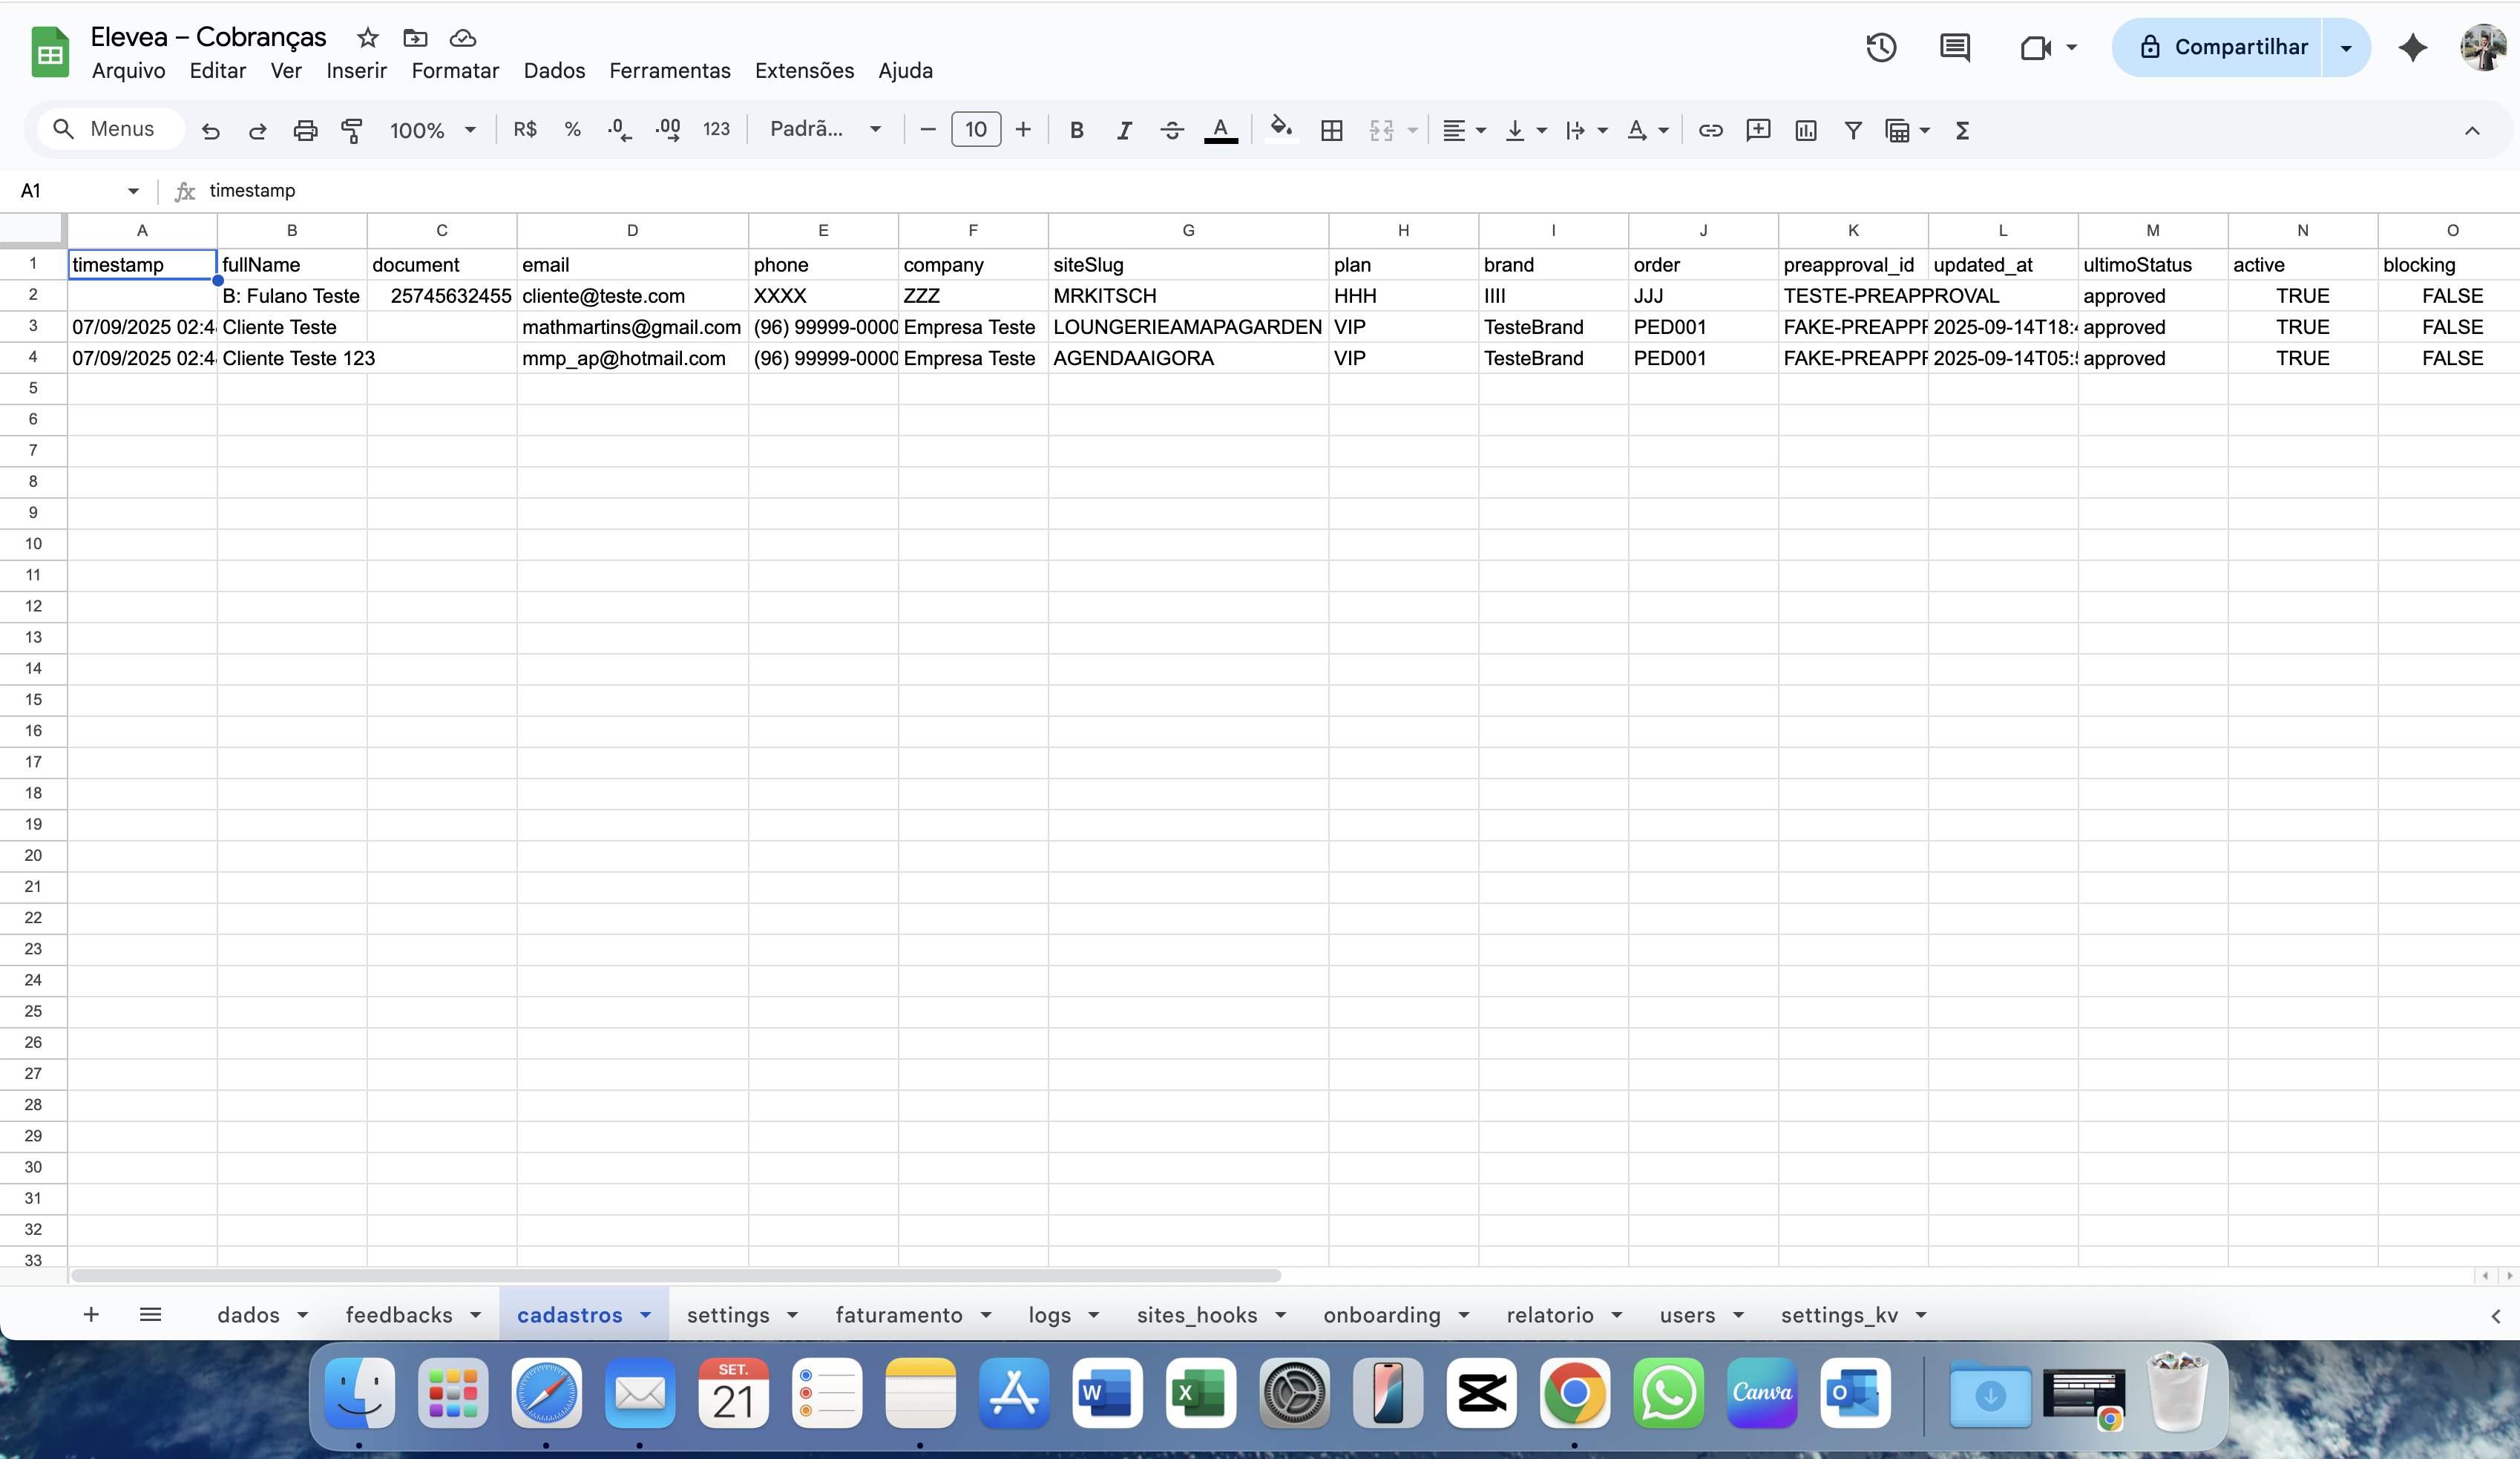 Elevea – Cobranças
Arquivo Editar Ver Inserir Formatar Dados Ferramentas Extensões Ajuda
Compartilhar
Menus 100% R$ % .0 .00 123 Padrã... 10 B I A
A1 fx timestamp
A B C D E F G H I J K L M N O
1 timestamp fullName document email phone company siteSlug plan brand order preapproval_id updated_at ultimoStatus active blocking
2 B: Fulano Teste 25745632455 cliente@teste.com XXXX ZZZ MRKITSCH HHH IIII JJJ TESTE-PREAPPROVAL approved TRUE FALSE
3 07/09/2025 02:4 Cliente Teste mathmartins@gmail.com (96) 99999-0000 Empresa Teste LOUNGERIEAMAPAGARDEN VIP TesteBrand PED001 FAKE-PREAPPR 2025-09-14T18: approved TRUE FALSE
4 07/09/2025 02:4 Cliente Teste 123 mmp_ap@hotmail.com (96) 99999-0000 Empresa Teste AGENDAAIGORA VIP TesteBrand PED001 FAKE-PREAPPR 2025-09-14T05: approved TRUE FALSE
5
6
7
8
9
10
11
12
13
14
15
16
17
18
19
20
21
22
23
24
25
26
27
28
29
30
31
32
33
dados feedbacks cadastros settings faturamento logs sites_hooks onboarding relatorio users settings_kv
SET.
21
W
X
Canva
O